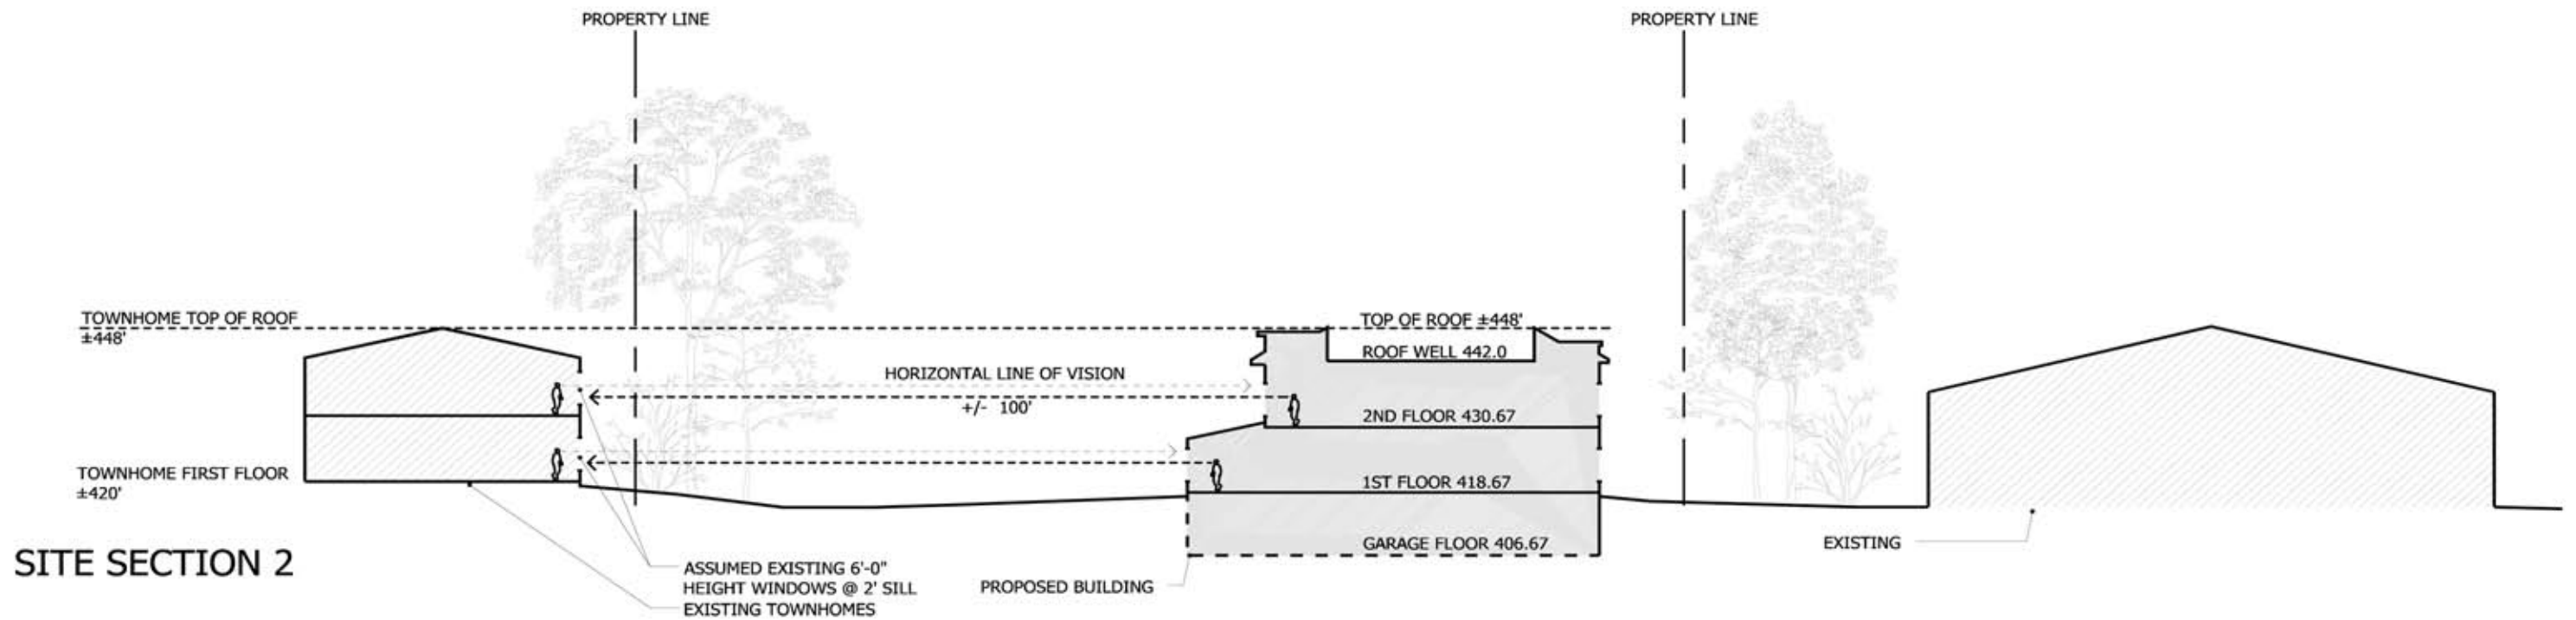 PROPERTY LINE
PROPERTY LINE
TOWNHOME TOP OF ROOF
±448'
TOP OF ROOF ±448'
ROOF WELL 442.0
HORIZONTAL LINE OF VISION
+/- 100'
2ND FLOOR 430.67
TOWNHOME FIRST FLOOR
±420'
1ST FLOOR 418.67
GARAGE FLOOR 406.67
EXISTING
SITE SECTION 2
ASSUMED EXISTING 6'-0"
HEIGHT WINDOWS @ 2' SILL
EXISTING TOWNHOMES
PROPOSED BUILDING